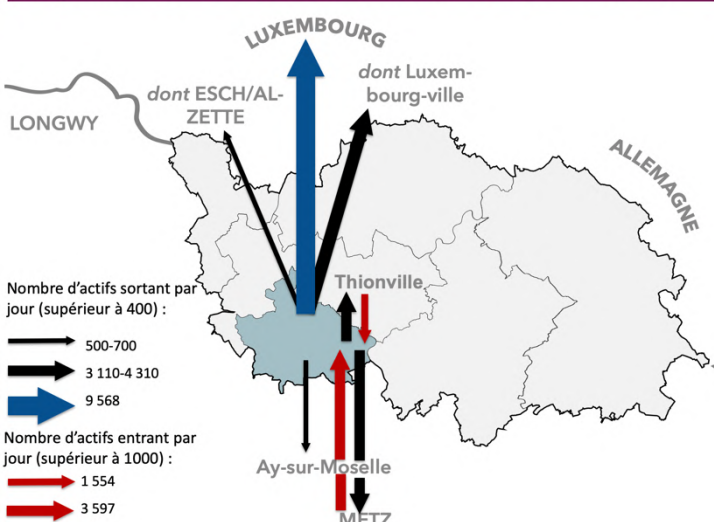 LUXEMBOURG
dont ESCH/AL-
ZETTE
dont Luxem-
bourg-ville
LONGWY
ALLEMAGNE
Thionville
Nombre d’actifs sortant par
jour (supérieur à 400) :
500-700
3 110-4 310
9 568
Nombre d’actifs entrant par
jour (supérieur à 1000) :
1 554
3 597
Ay-sur-Moselle
METZ